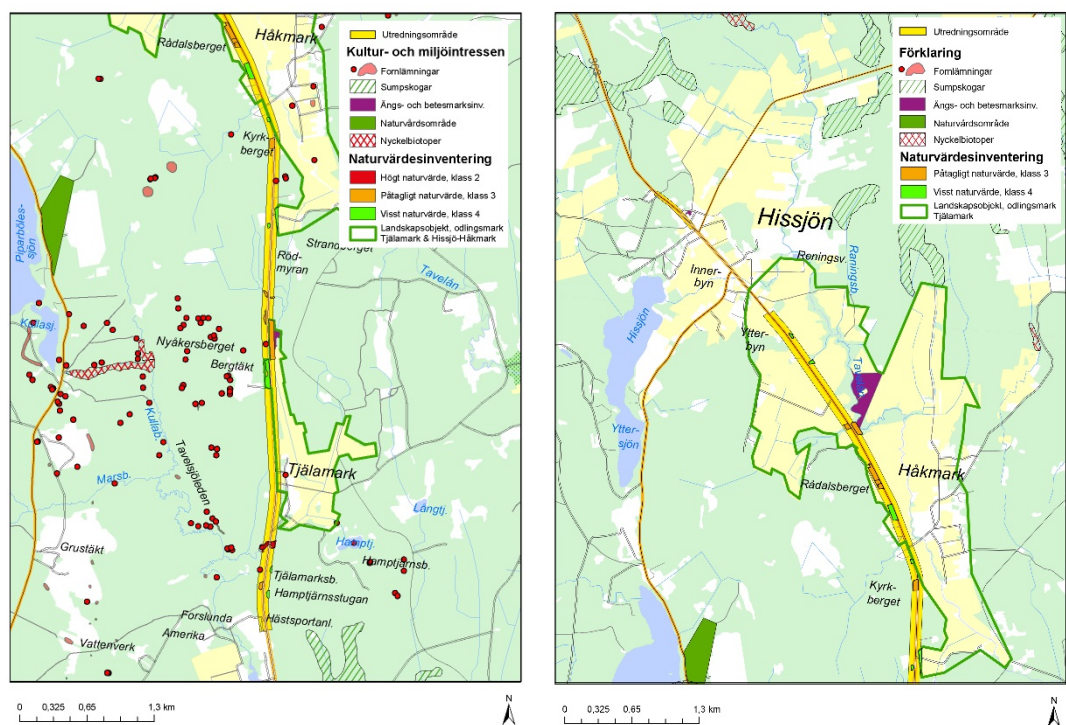 Rådalsberget
Håkmark
Kyrk-
berget
Piparböles-
sjön
Strandberget
Röd-
myran
Tavelån
Kullasj.
Nyåkersberget
Bergtäkt
Kullab.
Tavelsjöleden
Marsb.
Tjälamark
Långtj.
Hamptj.
Grustäkt
Hamptjärnsb.
Tjälamarksb.
Hamptjärnsstugan
Forslunda
Hästsportanl.
Amerika
Vattenverk
Utredningsområde
Kultur- och miljöintressen
Fornlämningar
Sumpskogar
Ängs- och betesmarksinv.
Naturvårdsområde
Nyckelbiotoper
Naturvärdesinventering
Högt naturvärde, klass 2
Påtagligt naturvärde, klass 3
Visst naturvärde, klass 4
Landskapsobjekt, odlingsmark
Tjälamark & Hissjö-Håkmark
0 0,325 0,65 1,3 km
N
363
Hissjön
Inner-
byn
Reningsv.
Raningsb.
Hissjön
Ytter-
byn
Ytter-
sjön
Håkmark
Rådalsberget
Kyrk-
berget
Utredningsområde
Förklaring
Fornlämningar
Sumpskogar
Ängs- och betesmarksinv.
Naturvårdsområde
Nyckelbiotoper
Naturvärdesinventering
Påtagligt naturvärde, klass 3
Visst naturvärde, klass 4
Landskapsobjekt, odlingsmark
Tjälamark
0 0,325 0,65 1,3 km
N